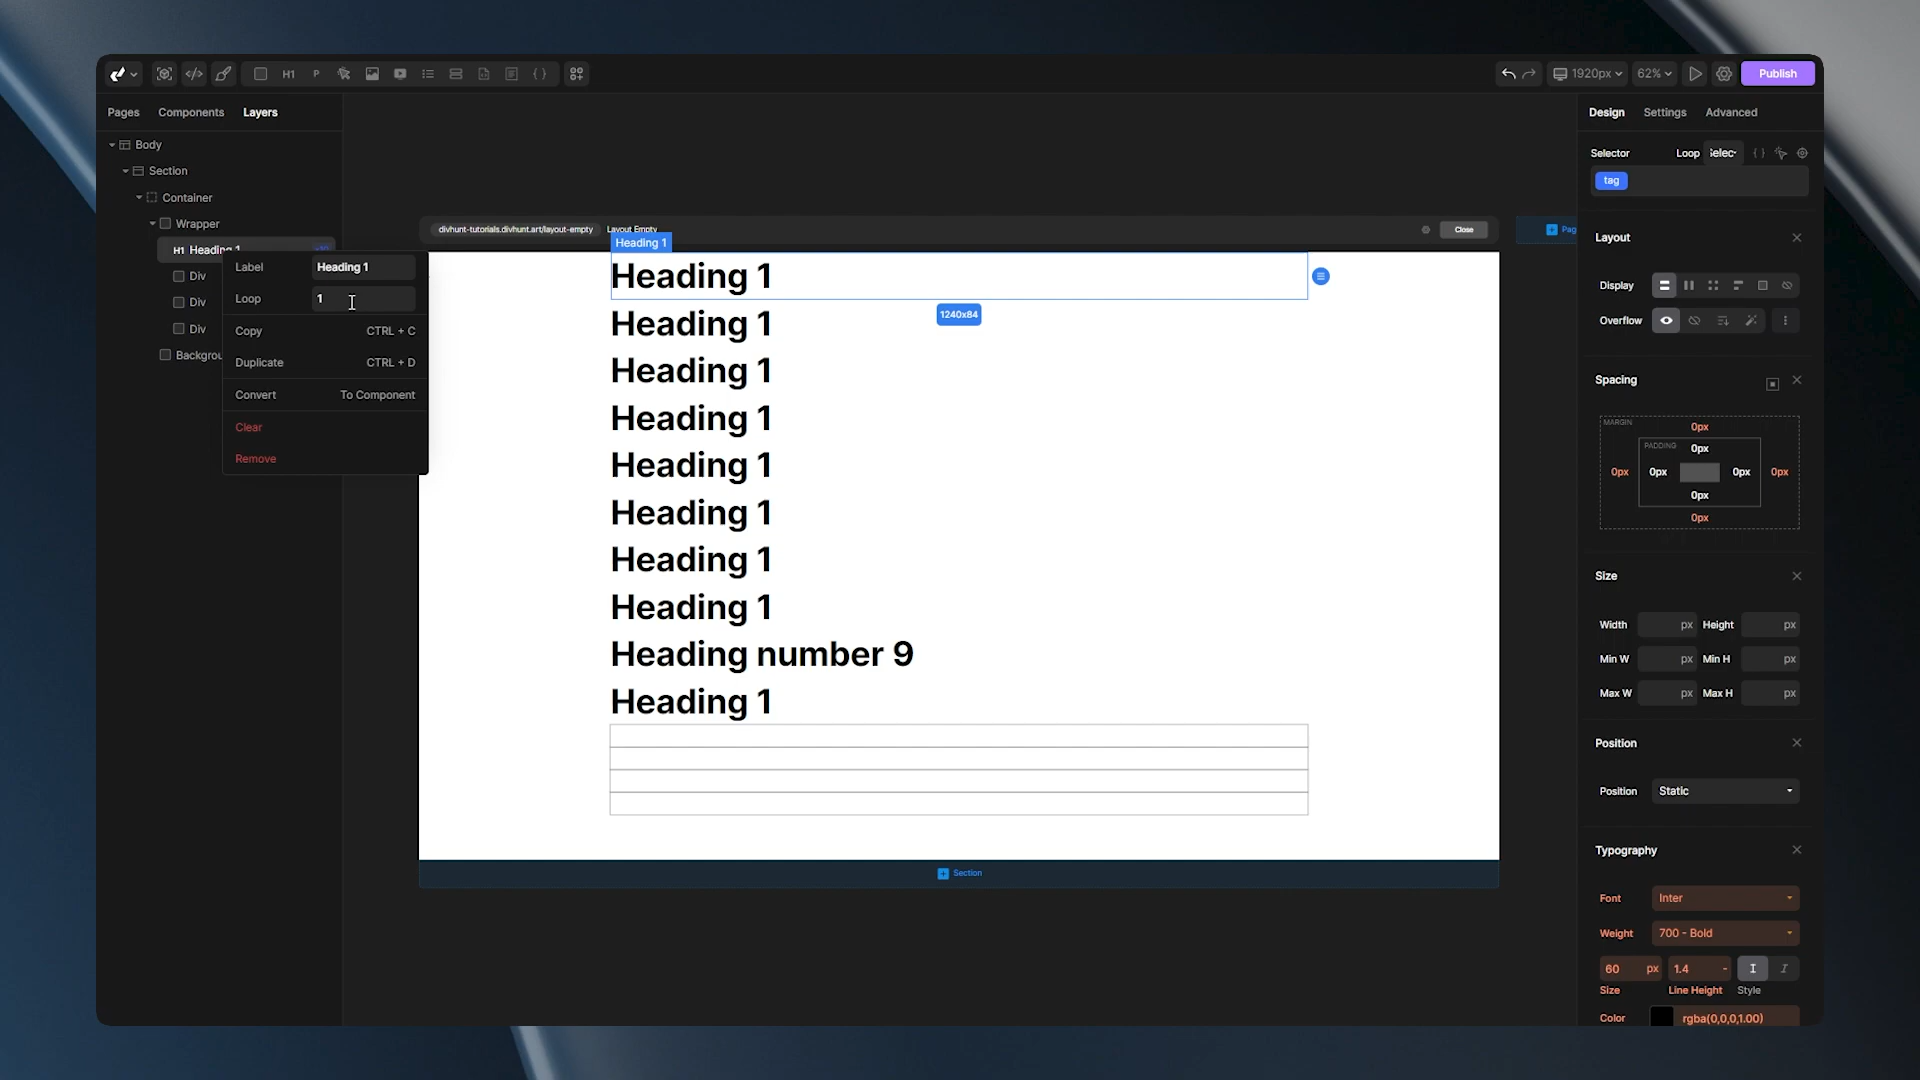 H1
P
1920px
62%
Publish
Pages
Components
Layers
Body
Section
Container
Wrapper
H1 Heading 1
Div
Div
Div
Label
Heading 1
Loop
1
Copy
CTRL + C
Duplicate
CTRL + D
Convert
To Component
Clear
Remove
divhunt-tutorials.divhunt.art/layout-empty
Layout Empty
Close
Heading 1
Heading 1
1240x84
Heading 1
Heading 1
Heading 1
Heading 1
Heading 1
Heading 1
Heading 1
Heading number 9
Heading 1
Section
Design
Settings
Advanced
Selector
Loop
tag
Layout
Display
Overflow
Spacing
MARGIN
0px
PADDING
0px
0px
0px
0px
0px
0px
0px
Size
Width
px
Height
px
Min W
px
Min H
px
Max W
px
Max H
px
Position
Position
Static
Typography
Font
Inter
Weight
700 - Bold
60
px
1.4
-
Size
Line Height
Style
Color
rgba(0,0,0,1.00)